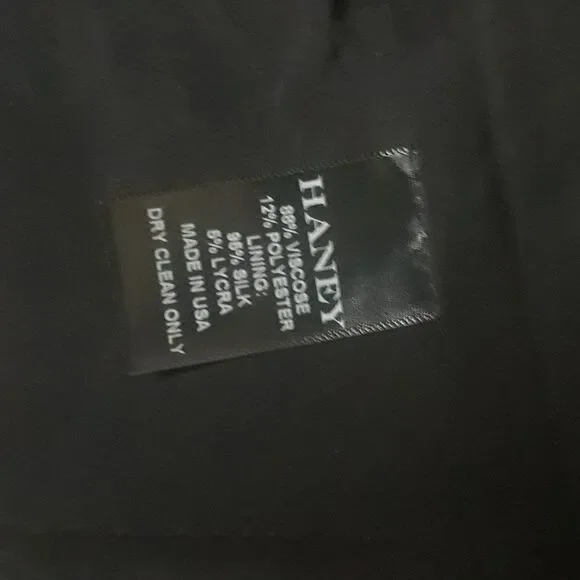 HANEY
88% VISCOSE
12% POLYESTER
LINING:
95% SILK
5% LYCRA
MADE IN USA
DRY CLEAN ONLY